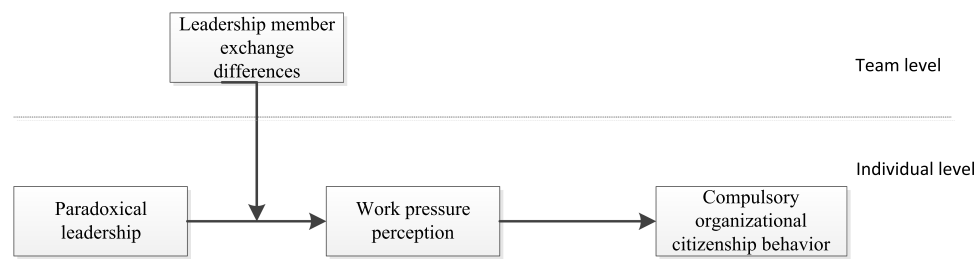 Leadership member
exchange
differences
Team level
Individual level
Paradoxical
leadership
Work pressure
perception
Compulsory
organizational
citizenship behavior